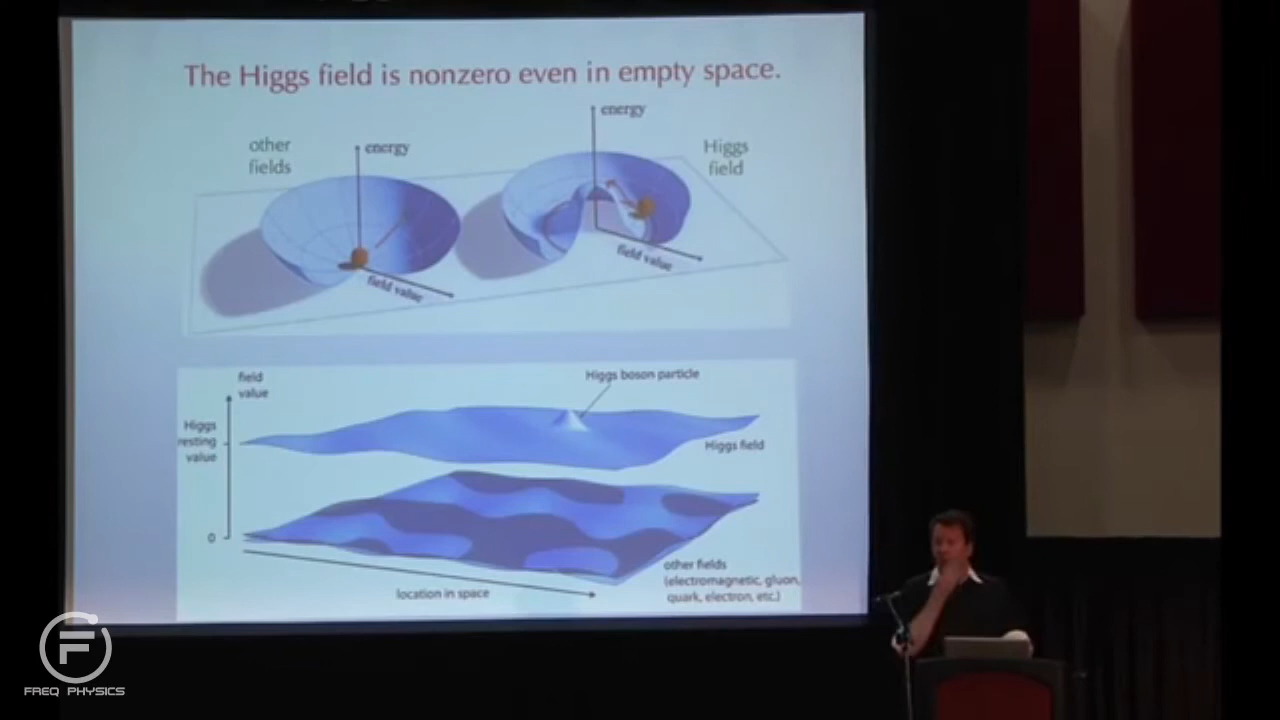 The Higgs field is nonzero even in empty space.
energy
other
fields
energy
Higgs
field
field value
field value
field
value
Higgs boson particle
Higgs
resting
value
Higgs field
0
other fields
(electromagnetic, gluon,
quark, electron, etc.)
location in space
F
FREQ PHYSICS